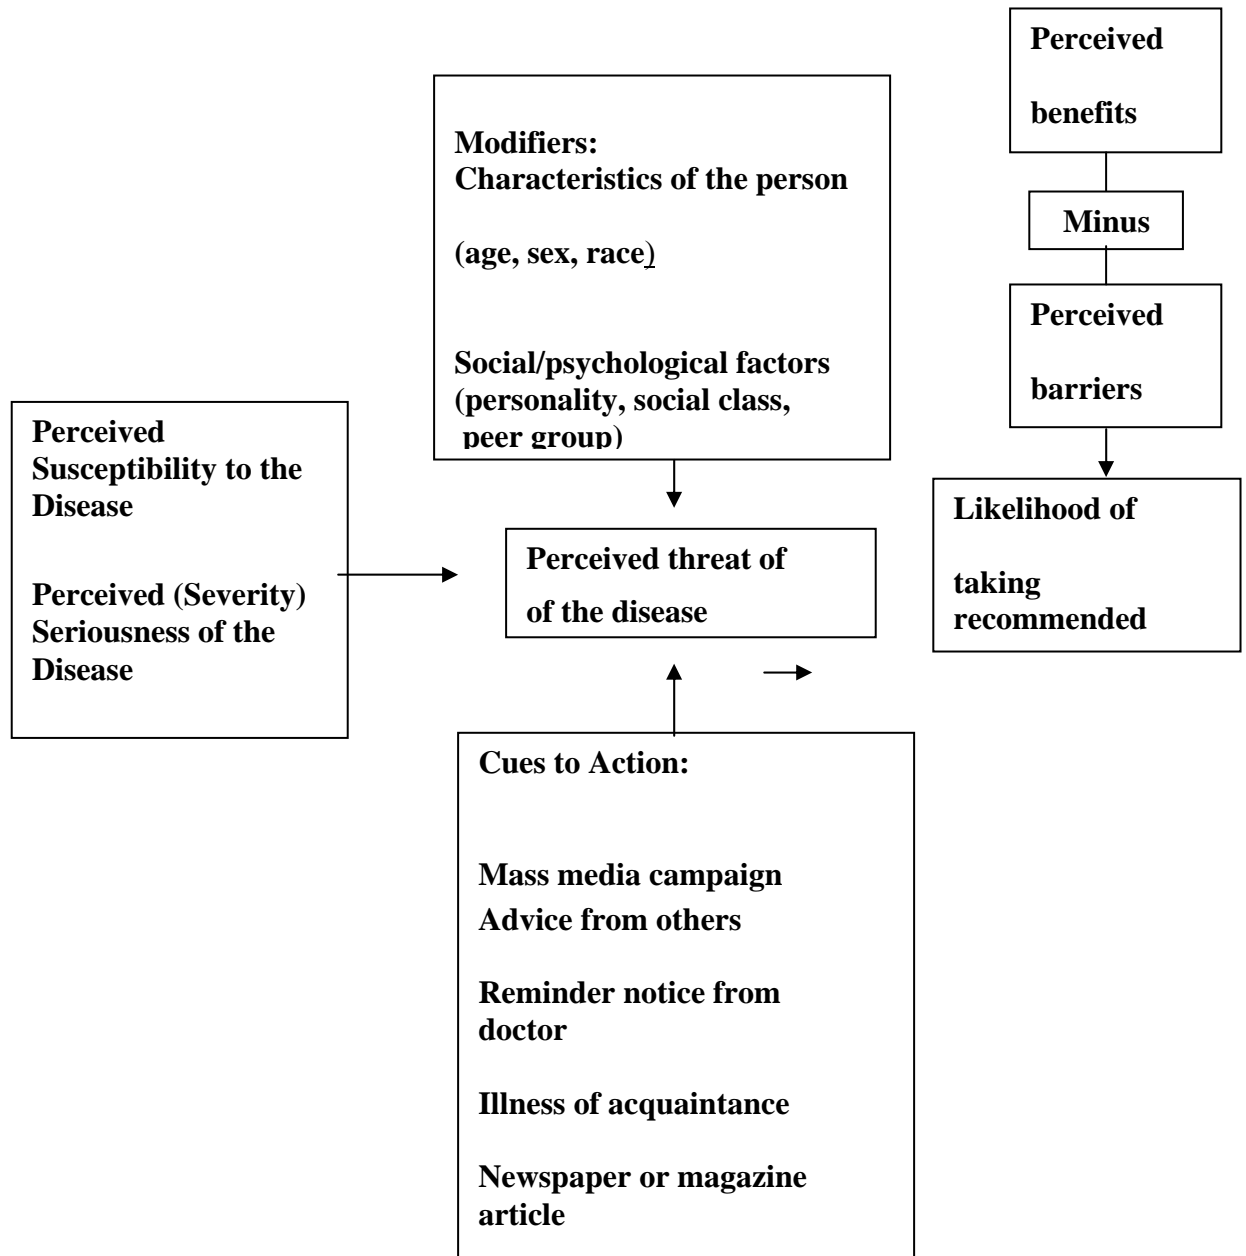 Perceived
benefits
Minus
Perceived
barriers
Likelihood of
taking
recommended
Modifiers:
Characteristics of the person
(age, sex, race)
Social/psychological factors
(personality, social class,
peer group)
Perceived
Susceptibility to the
Disease
Perceived (Severity)
Seriousness of the
Disease
Perceived threat of
of the disease
Cues to Action:
Mass media campaign
Advice from others
Reminder notice from
doctor
Illness of acquaintance
Newspaper or magazine
article